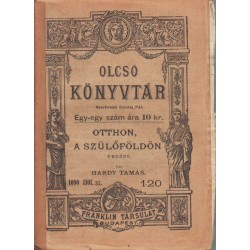 OLCSÓ
KÖNYVTÁR
Szerkeszti Gyulai Pál.
Egy-egy szám ára 10 kr.
OTTHON,
A SZÜLŐFÖLDÖN
REGÉNY.
HARDY TAMÁS.
120
FRANKLIN TÁRSULAT
BUDAPEST.